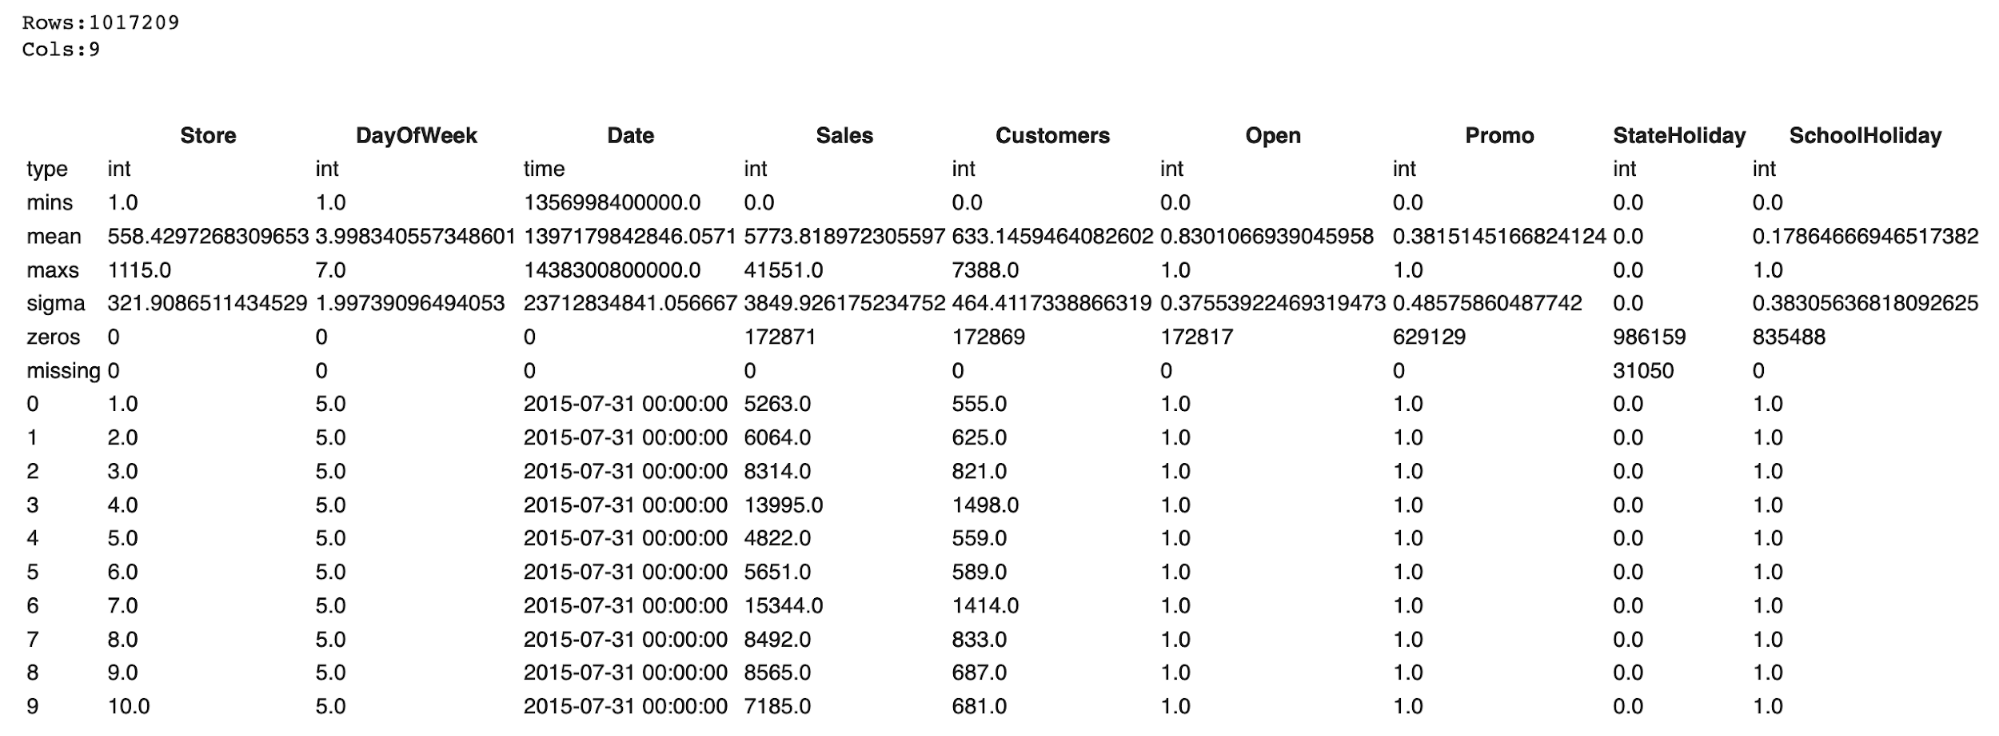 Rows:1017209
Cols:9
Store DayOfWeek Date Sales Customers Open Promo StateHoliday SchoolHoliday
type int int time int int int int int int
mins 1.0 1.0 1356998400000.0 0.0 0.0 0.0 0.0 0.0 0.0
mean 558.4297268309653 3.998340557348601 1397179842846.0571 5773.818972305597 633.1459464082602 0.8301066939045958 0.3815145166824124 0.0 0.17864666946517382
maxs 1115.0 7.0 1438300800000.0 41551.0 7388.0 1.0 1.0 0.0 1.0
sigma 321.9086511434529 1.99739096494053 23712834841.056667 3849.926175234752 464.4117338866319 0.37553922469319473 0.48575860487742 0.0 0.38305636818092625
zeros 0 0 0 172871 172869 172817 629129 986159 835488
missing 0 0 0 0 0 0 0 31050 0
0 1.0 5.0 2015-07-31 00:00:00 5263.0 555.0 1.0 1.0 0.0 1.0
1 2.0 5.0 2015-07-31 00:00:00 6064.0 625.0 1.0 1.0 0.0 1.0
2 3.0 5.0 2015-07-31 00:00:00 8314.0 821.0 1.0 1.0 0.0 1.0
3 4.0 5.0 2015-07-31 00:00:00 13995.0 1498.0 1.0 1.0 0.0 1.0
4 5.0 5.0 2015-07-31 00:00:00 4822.0 559.0 1.0 1.0 0.0 1.0
5 6.0 5.0 2015-07-31 00:00:00 5651.0 589.0 1.0 1.0 0.0 1.0
6 7.0 5.0 2015-07-31 00:00:00 15344.0 1414.0 1.0 1.0 0.0 1.0
7 8.0 5.0 2015-07-31 00:00:00 8492.0 833.0 1.0 1.0 0.0 1.0
8 9.0 5.0 2015-07-31 00:00:00 8565.0 687.0 1.0 1.0 0.0 1.0
9 10.0 5.0 2015-07-31 00:00:00 7185.0 681.0 1.0 1.0 0.0 1.0